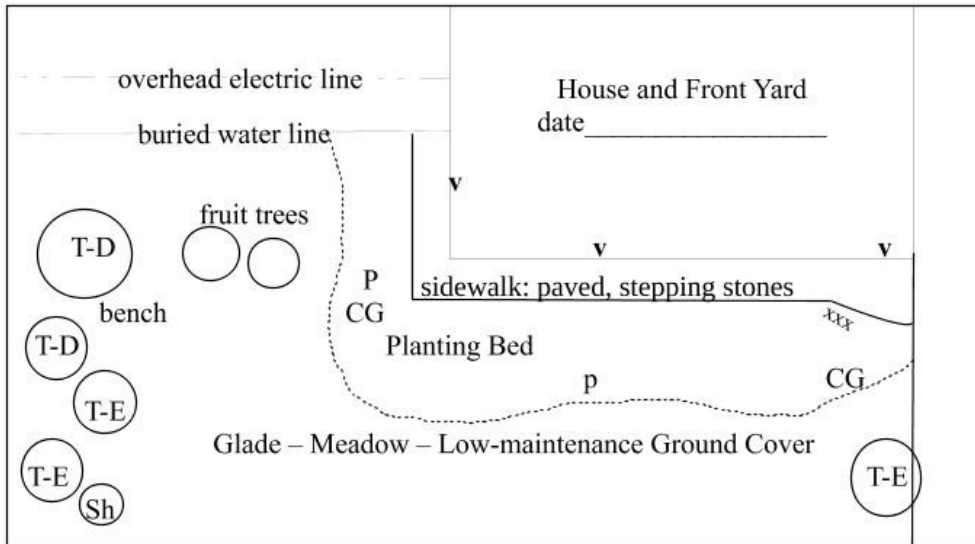 overhead electric line
House and Front Yard
date____________________
buried water line
v
fruit trees
T-D
v
v
P
sidewalk: paved, stepping stones
bench
CG
xxx
T-D
Planting Bed
p
CG
T-E
Glade – Meadow – Low-maintenance Ground Cover
T-E
T-E
Sh